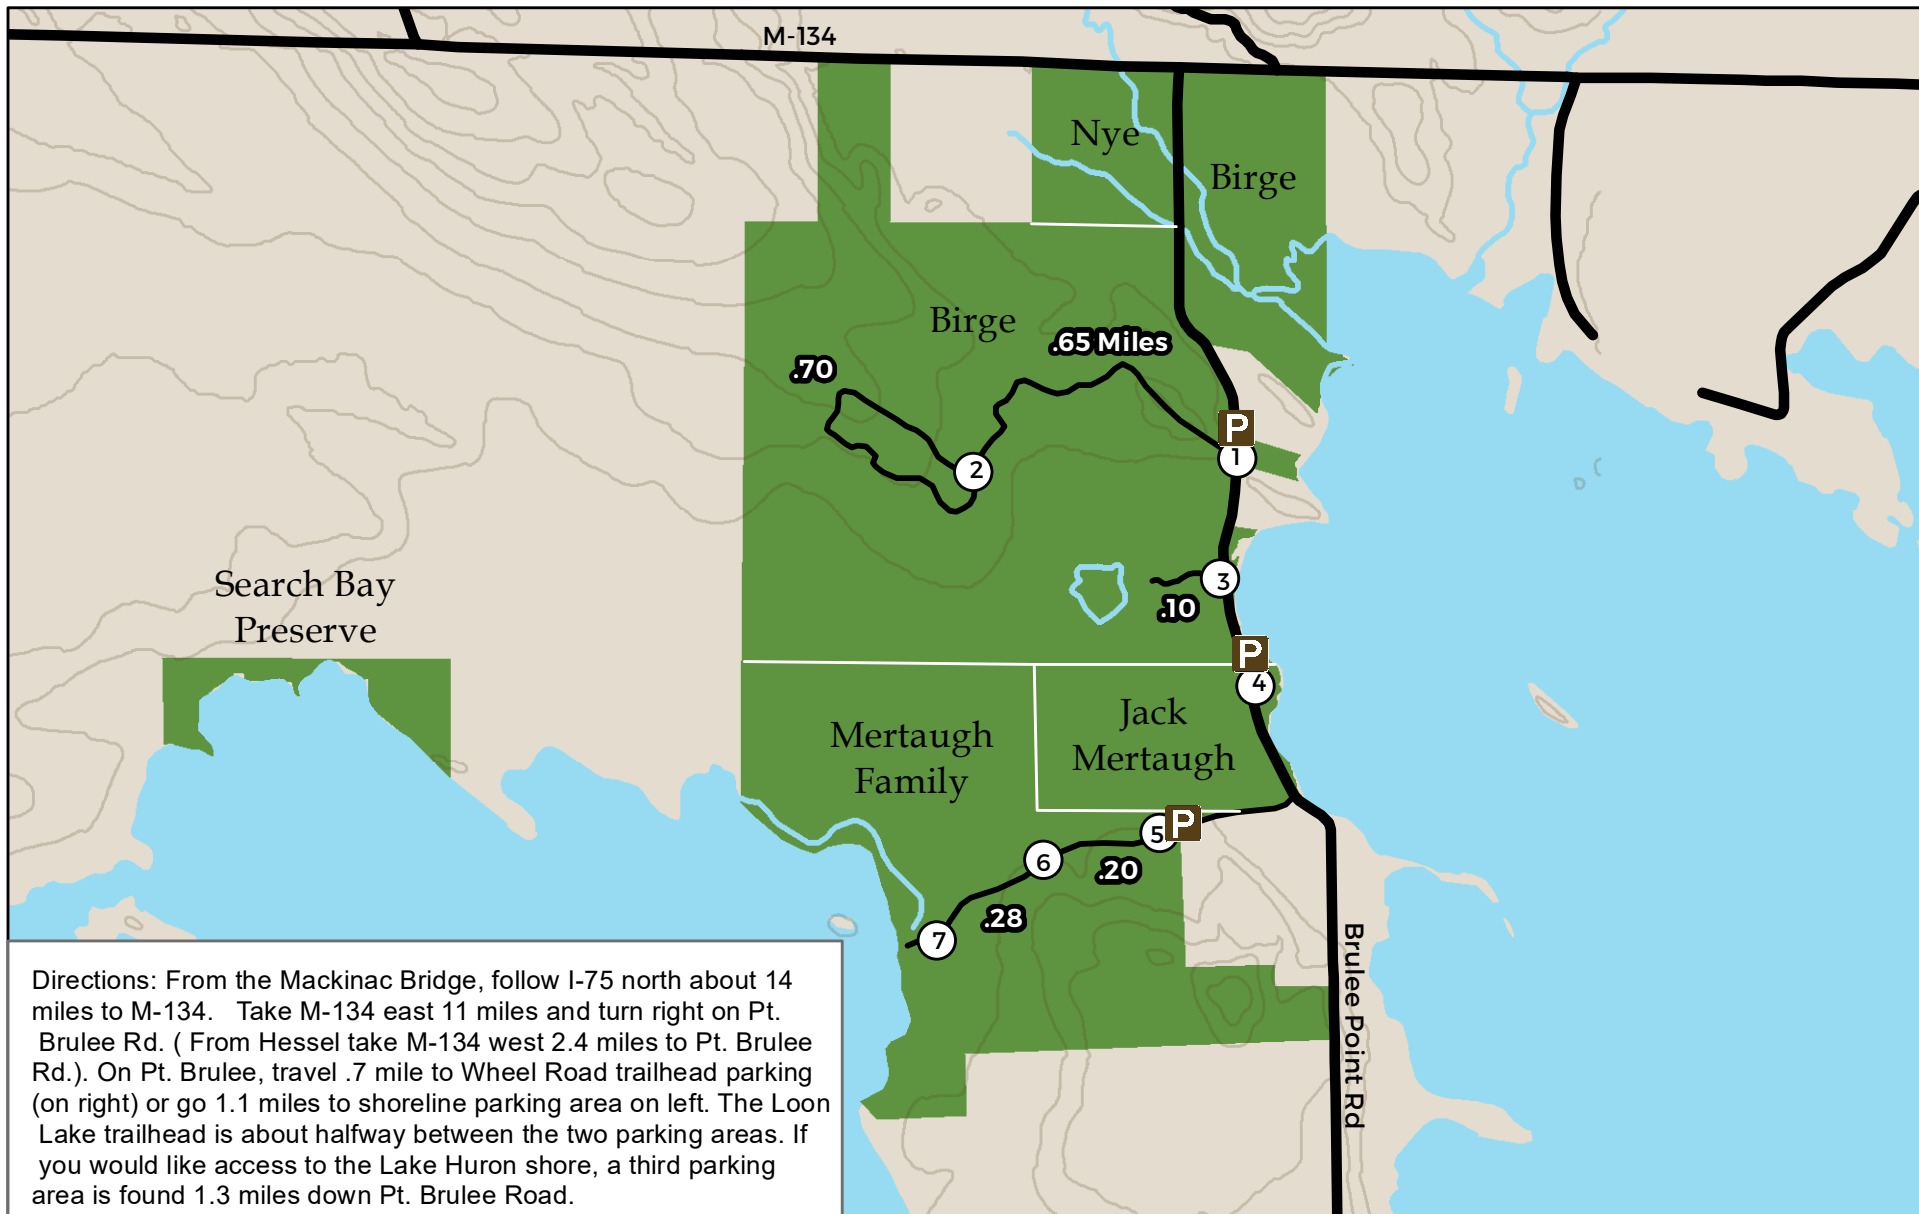 M-134
Nye
Birge
Birge
.65 Miles
.70
P
1
2
Search Bay
Preserve
3
.10
P
4
Jack
Mertaugh
Mertaugh
Family
5
P
6
.20
.28
7
Brulee Point Rd
Directions: From the Mackinac Bridge, follow I-75 north about 14
miles to M-134. Take M-134 east 11 miles and turn right on Pt.
Brulee Rd. ( From Hessel take M-134 west 2.4 miles to Pt. Brulee
Rd.). On Pt. Brulee, travel .7 mile to Wheel Road trailhead parking
(on right) or go 1.1 miles to shoreline parking area on left. The Loon
Lake trailhead is about halfway between the two parking areas. If
you would like access to the Lake Huron shore, a third parking
area is found 1.3 miles down Pt. Brulee Road.